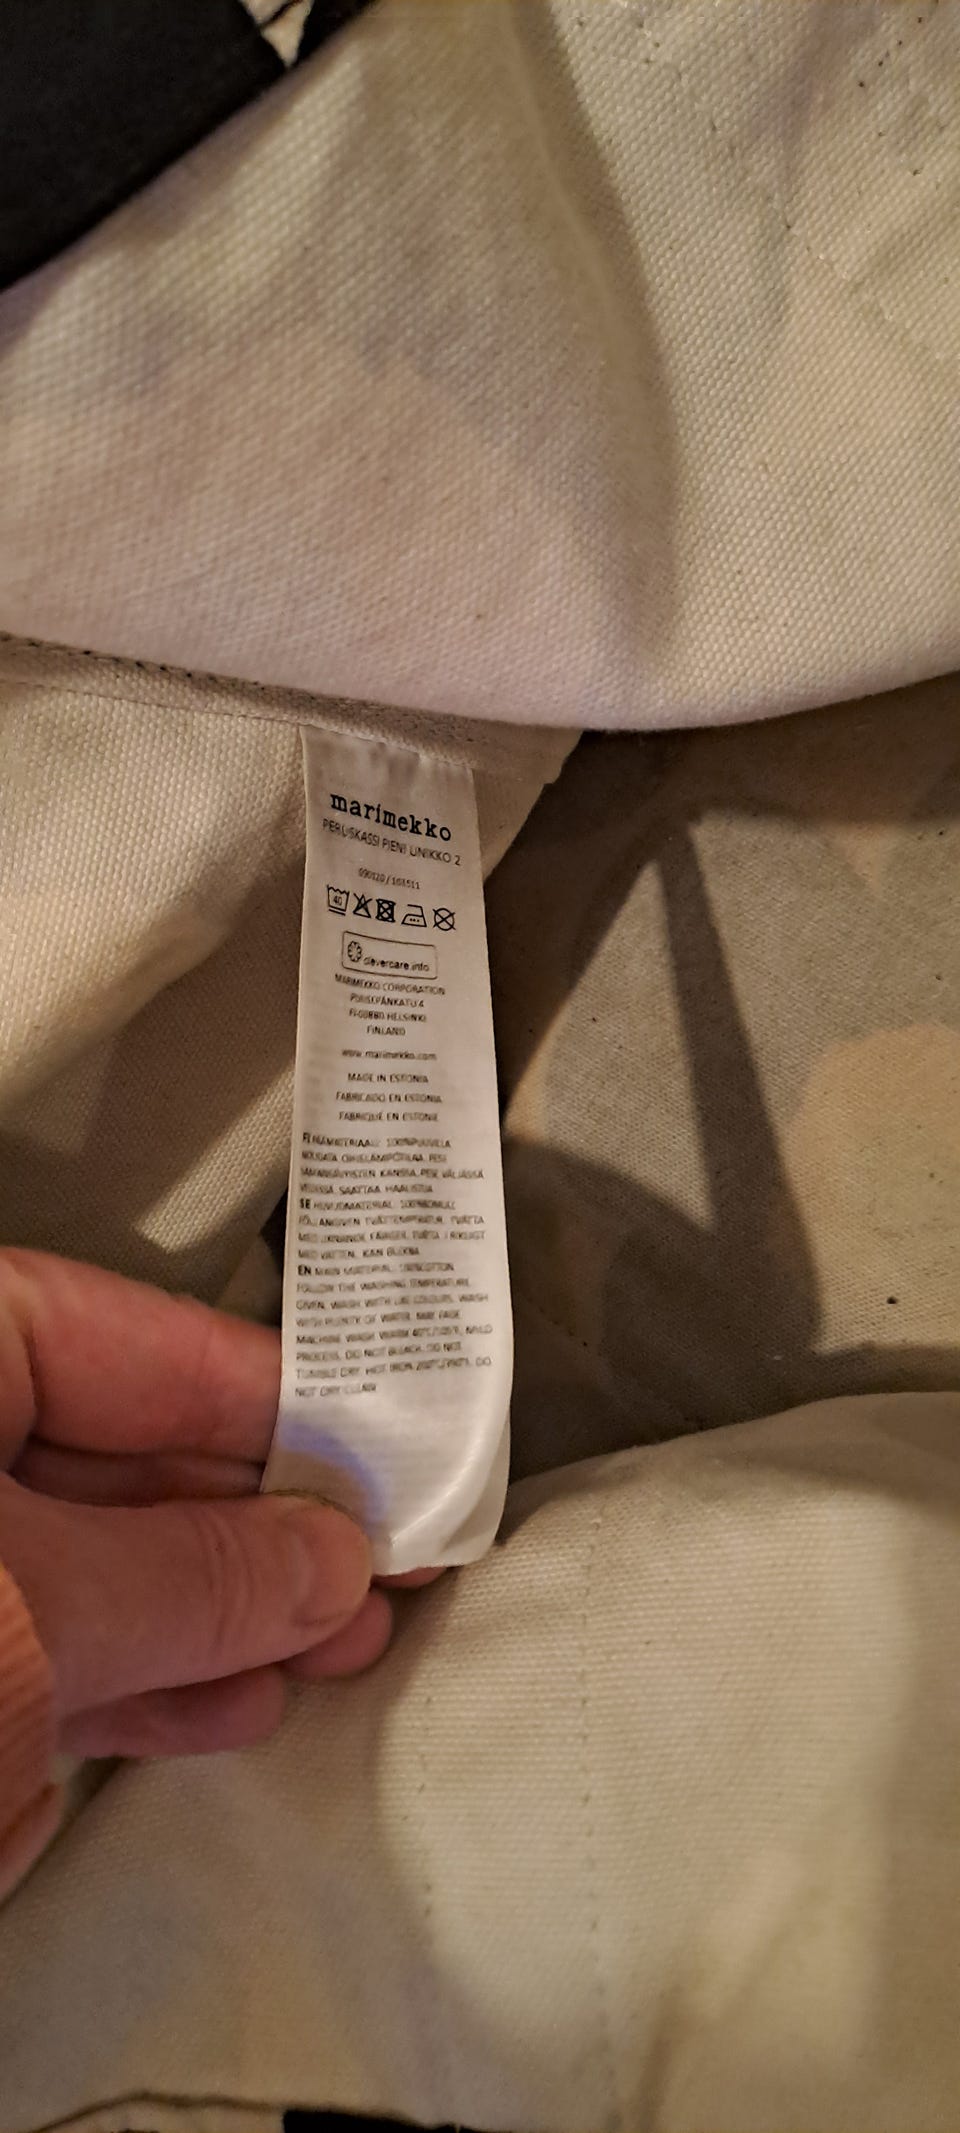 marimekko
PERUSKASSI PIENI UNIKKO 2
40
clevercare.info
MARIMEKKO CORPORATION
PUUSEPÄNKATU 4
FI-00880 HELSINKI
FINLAND
www.marimekko.com
MADE IN ESTONIA
FABRICADO EN ESTONIA
FABRIQUÉ EN ESTONIE
FI 100%PUUVILLA
NOUDATA OHJELÄMPÖTILAA. PESE
SAMANSÄVYISTEN KANSSA. PESE VÄLJÄSSÄ
VEDESSÄ. SAATTAA HAALISTUA
SE HUVUDMATERIAL: 100%BOMULL
FÖLJ ANGIVEN TVÄTTEMPERATUR. TVÄTTA
MED LIKNANDE FÄRGER. TVÄTTA I RIKLIGT
MED VATTEN. KAN BLEKNA
EN MAIN MATERIAL: 100%COTTON
FOLLOW THE WASHING TEMPERATURE
GIVEN. WASH WITH LIKE COLOURS. WASH
WITH PLENTY OF WATER. MAY FADE
MACHINE WASH WARM 40°C/105°F, MILD
PROCESS. DO NOT BLEACH. DO NOT
TUMBLE DRY. HOT IRON DO
NOT DRY CLEAN